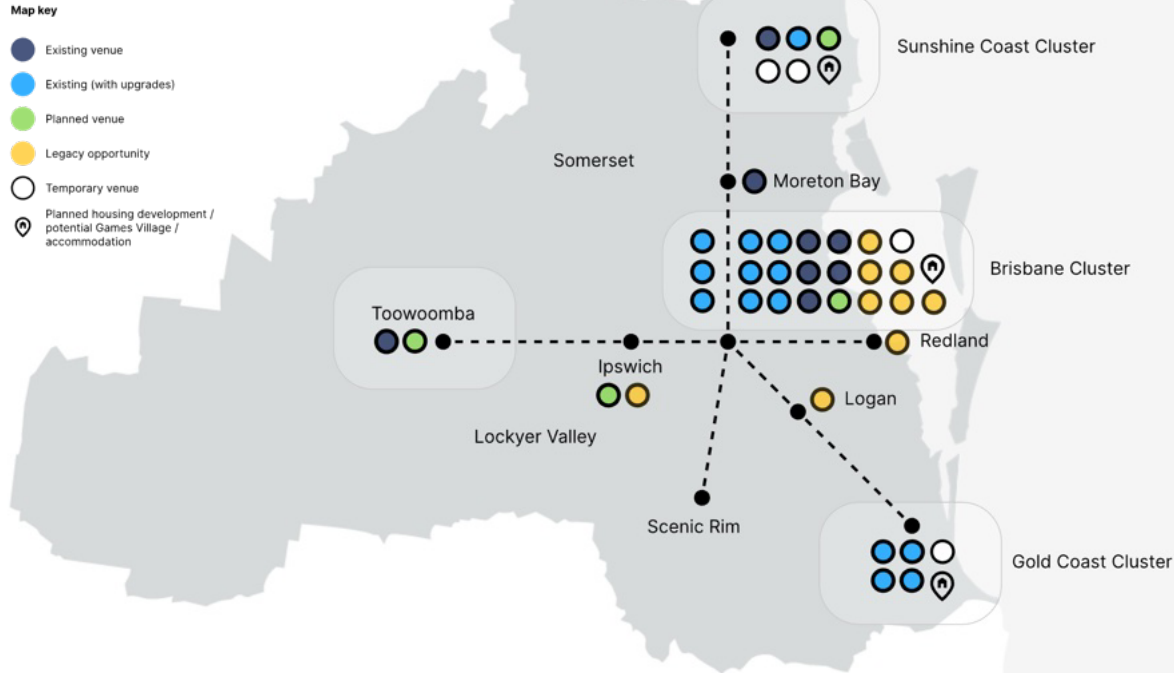 Map key
Existing venue
Existing (with upgrades)
Planned venue
Legacy opportunity
Temporary venue
Planned housing development /
potential Games Village /
accommodation
Sunshine Coast Cluster
Somerset
Moreton Bay
Brisbane Cluster
Toowoomba
Redland
Ipswich
Logan
Lockyer Valley
Scenic Rim
Gold Coast Cluster